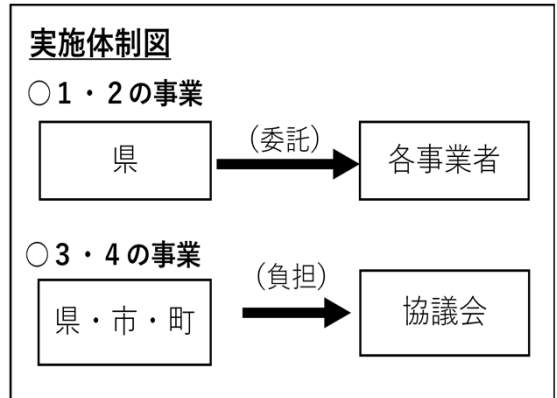 実施体制図
○1・2の事業
県
（委託）
各事業者
○3・4の事業
県・市・町
（負担）
協議会